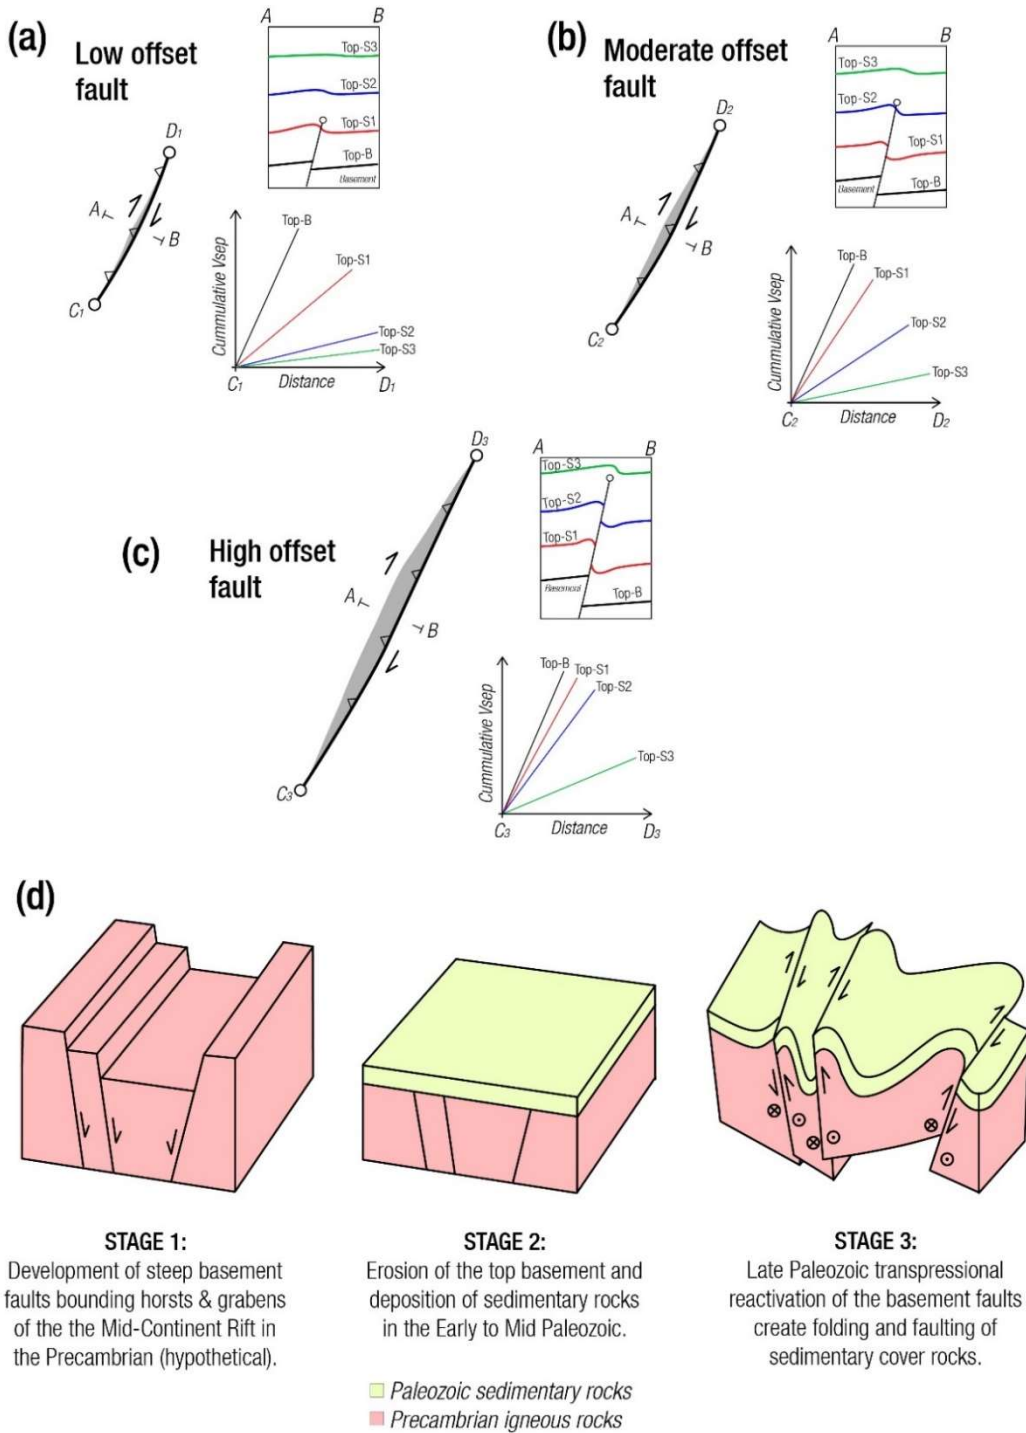 (a)
Low offset
fault
A B
Top-S3
Top-S2
Top-S1
Top-B
Basement
D1
A
B
C1
Cummulative Vsep
Top-B
Top-S1
Top-S2
Top-S3
C1 Distance D1
(b)
Moderate offset
fault
A B
Top-S3
Top-S2
Top-S1
Basement
Top-B
D2
A
B
C2
Cummulative Vsep
Top-B
Top-S1
Top-S2
Top-S3
C2 Distance D2
(c)
High offset
fault
A B
Top-S3
Top-S2
Top-S1
Top-B
D3
A
B
C3
Cummulative Vsep
Top-B
Top-S1
Top-S2
Top-S3
C3 Distance D3
(d)
STAGE 1:
Development of steep basement
faults bounding horsts & grabens
of the the Mid-Continent Rift in
the Precambrian (hypothetical).
STAGE 2:
Erosion of the top basement and
deposition of sedimentary rocks
in the Early to Mid Paleozoic.
STAGE 3:
Late Paleozoic transpressional
reactivation of the basement faults
create folding and faulting of
sedimentary cover rocks.
Paleozoic sedimentary rocks
Precambrian igneous rocks